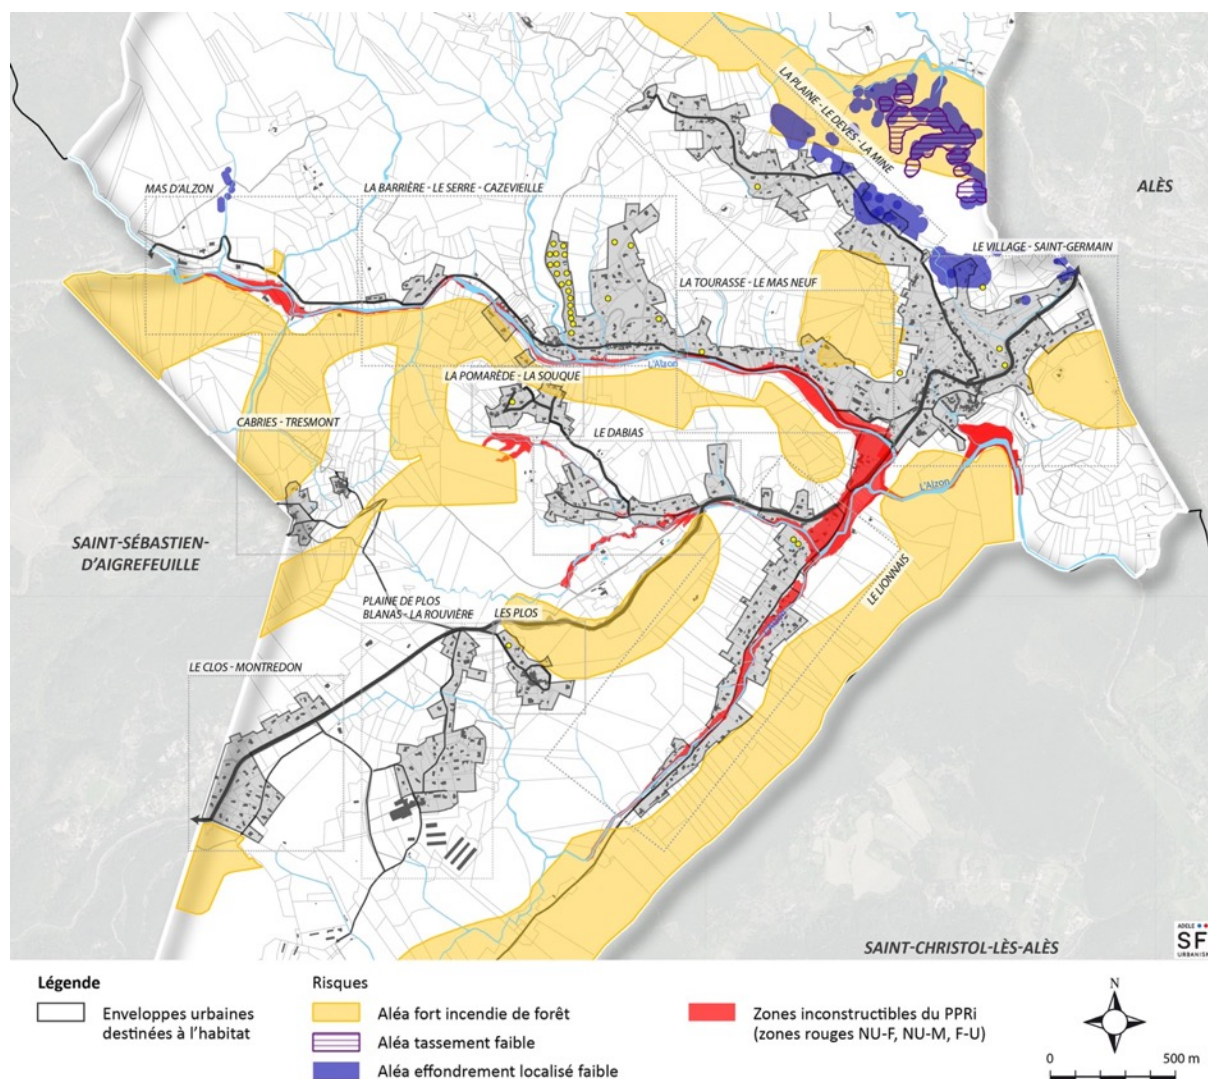 LA PLAINE - LE DEVES - LA MINE
MAS D'ALZON
LA BARRIÈRE - LE SERRE - CAZEVIEILLE
ALÈS
LE VILLAGE - SAINT-GERMAIN
LA TOURASSE - LE MAS NEUF
L'Alzon
LA POMARÈDE - LA SOUQUE
CABRIES - TRESMONT
LE DABIAS
L'Alzon
SAINT-SÉBASTIEN-
D'AIGREFEUILLE
LE LIONNAIS
PLAINE DE PLOS
BLANAS - LA ROUVIÈRE
LES PLOS
LE CLOS - MONTREDON
SAINT-CHRISTOL-LÈS-ALÈS
ADELE
SF
URBANISM
Légende
Enveloppes urbaines
destinées à l'habitat
Risques
Aléa fort incendie de forêt
Aléa tassement faible
Aléa effondrement localisé faible
Zones inconstructibles du PPRi
(zones rouges NU-F, NU-M, F-U)
N
0 500 m